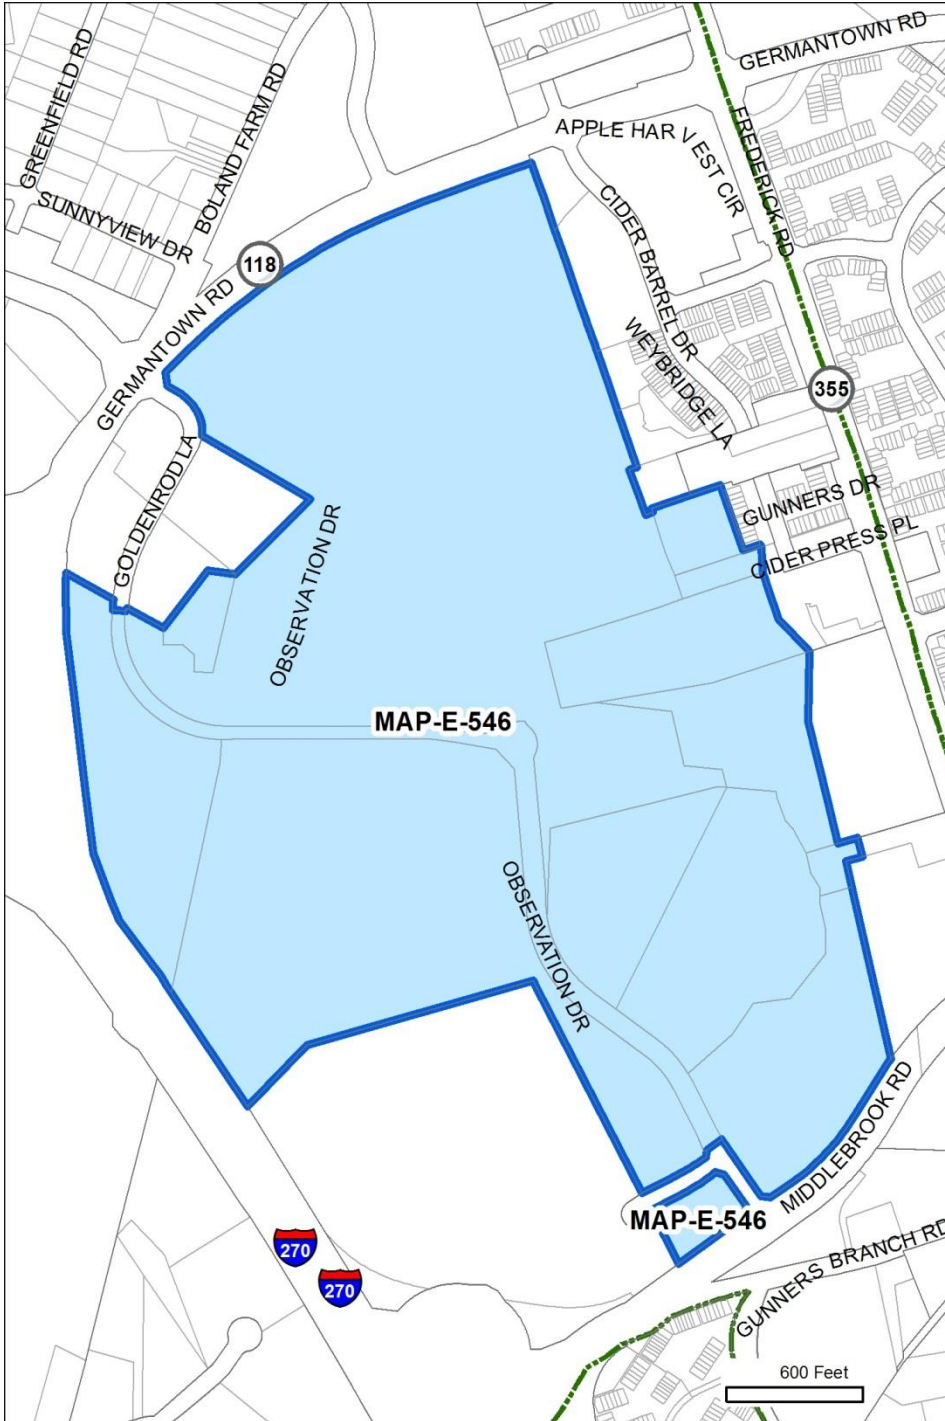 GERMANTOWN RD
GREENFIELD RD
BOLAND FARM RD
FREDERICK RD
APPLE HARVEST CIR
SUNNYVIEW DR
CIDER BARREL DR
118
GERMANTOWN RD
WEYBRIDGE LA
355
GOLDENROD LA
GUNNERS DR
CIDER PRESS PL
OBSERVATION DR
MAP-E-546
OBSERVATION DR
MIDDLEBROOK RD
MAP-E-546
270
270
GUNNERS BRANCH RD
600 Feet